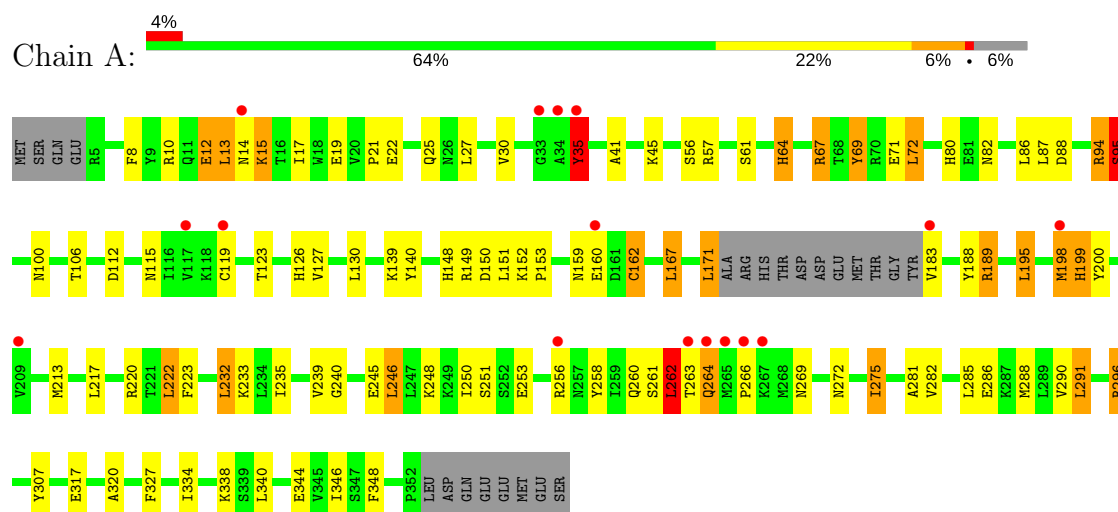 4%
Chain A:
64% 22% 6% • 6%
MET SER GLN GLU R5 F8 Y9 R10 Q11 E12 L13 N14 K15 T16 I17 W18 E19 V20 P21 E22 Q25 N26 L27 V30 G33 A34 Y35 A41 K45 S56 R57 S61 H64 R67 T68 Y69 R70 E71 L72 H80 E81 N82 L86 L87 D88 R94 S95
N100 T106 D112 N115 I116 V117 K118 C119 T123 H126 V127 L130 K139 Y140 H148 R149 D150 L151 K152 P153 N159 E160 D161 C162 L167 L171 ALA ARG HIS THR ASP ASP GLU MET THR GLY TYR V183 Y188 R189 L195 M198 H199 Y200
V209 M213 L217 R220 T221 L222 F223 L232 K233 L234 I235 V239 G240 E245 L246 L247 K248 K249 I250 S251 S252 E253 R256 N257 Y258 I259 Q260 S261 L262 T263 Q264 M265 P266 K267 M268 N269 N272 I275 A281 V282 L285 E286 K287 M288 L289 V290 L291 R296
Y307 E317 A320 F327 I334 K338 S339 L340 E344 V345 I346 S347 F348 P352 LEU ASP GLN GLU GLU MET GLU SER